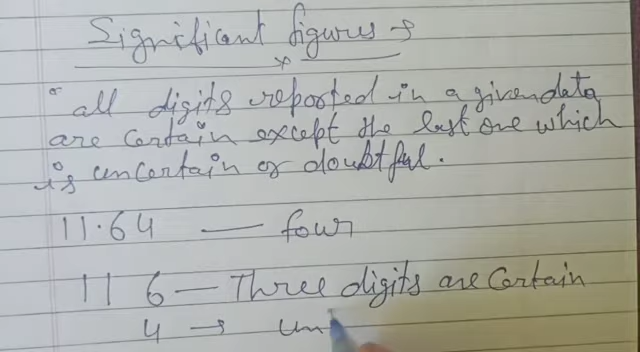 Significant figures →
"all digits reported in a given data
are certain except the last one which
is uncertain or doubtful.
11.64 — four
11 6 — Three digits are Certain
4 → un